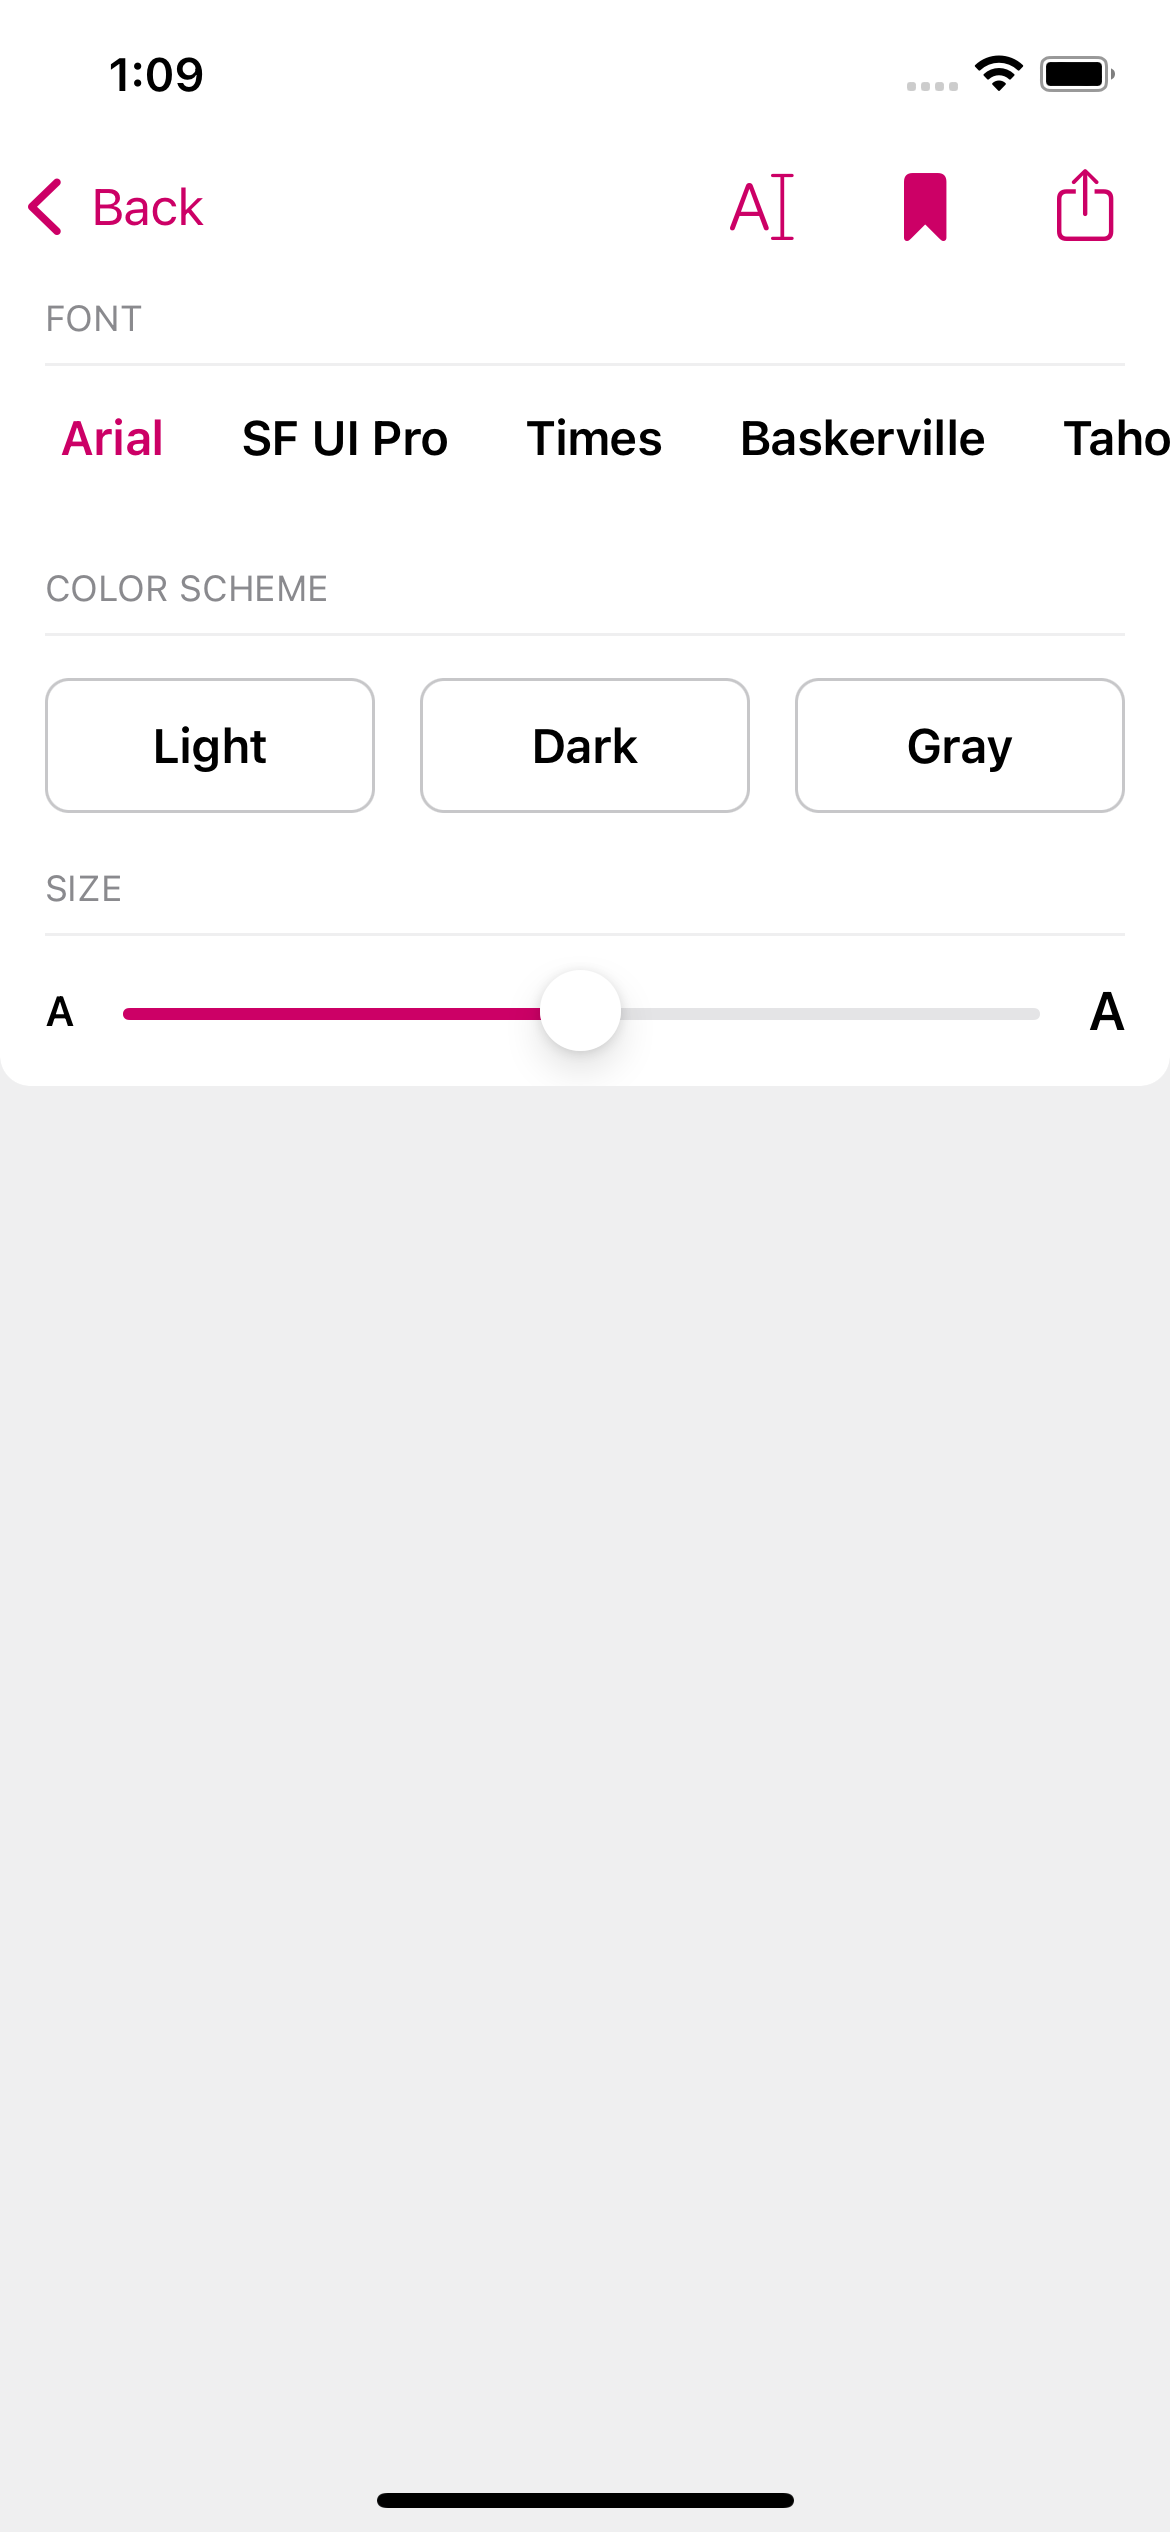 1:09
Back
FONT
Arial SF UI Pro Times Baskerville Taho
COLOR SCHEME
Light Dark Gray
SIZE
A A